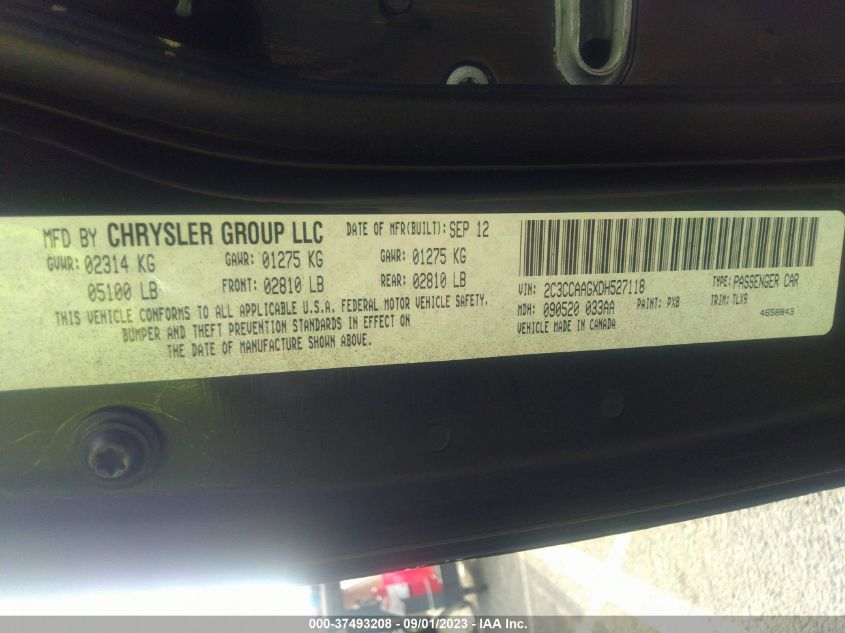 MFD BY CHRYSLER GROUP LLC DATE OF MFR(BUILT): SEP 12
GVWR: 02314 KG GAWR: 01275 KG GAWR: 01275 KG
05100 LB FRONT: 02810 LB REAR: 02810 LB
THIS VEHICLE CONFORMS TO ALL APPLICABLE U.S.A. FEDERAL MOTOR VEHICLE SAFETY,
BUMPER AND THEFT PREVENTION STANDARDS IN EFFECT ON
THE DATE OF MANUFACTURE SHOWN ABOVE.
VIN: 2C3CCAAGXDH527118 TYPE: PASSENGER CAR
MDH: 090520 033AA PAINT: PX8 TRIM: TLX9
VEHICLE MADE IN CANADA 4658843
000-37493208 - 09/01/2023 - IAA Inc.